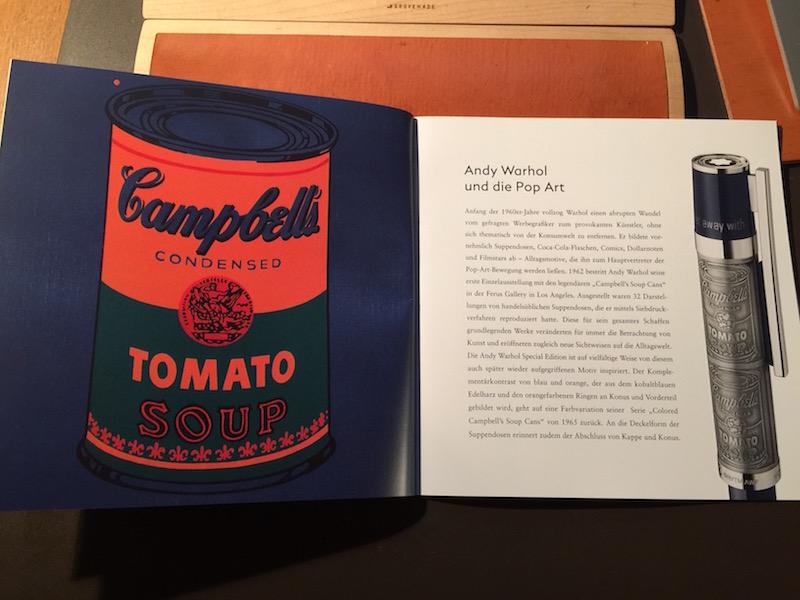 GROVEMADE
Campbell's
CONDENSED
TOMATO
SOUP
Andy Warhol
und die Pop Art
Anfang der 1960er-Jahre vollzog Warhol einen abrupten Wandel
vom gefragten Werbegrafiker zum provokanten Künstler, ohne
sich thematisch von der Konsumwelt zu entfernen. Er bildete vor-
nehmlich Suppendosen, Coca-Cola-Flaschen, Comics, Dollarnoten
und Filmstars ab – Alltagsmotive, die ihn zum Hauptvertreter der
Pop-Art-Bewegung werden ließen. 1962 bestritt Andy Warhol seine
erste Einzelausstellung mit den legendären „Campbell's Soup Cans"
in der Ferus Gallery in Los Angeles. Ausgestellt waren 32 Darstel-
lungen von handelsüblichen Suppendosen, die er mittels Siebdruck-
verfahren reproduziert hatte. Diese für sein gesamtes Schaffen
grundlegenden Werke veränderten für immer die Betrachtung von
Kunst und eröffneten zugleich neue Sichtweisen auf die Alltagswelt.
Die Andy Warhol Special Edition ist auf vielfältige Weise von diesem
auch später wieder aufgegriffenen Motiv inspiriert. Der Komple-
mentärkontrast von blau und orange, der aus dem kobaltblauen
Edelharz und den orangefarbenen Ringen an Konus und Vorderteil
gebildet wird, geht auf eine Farbvariation seiner Serie „Colored
Campbell's Soup Cans" von 1965 zurück. An die Deckelform der
Suppendosen erinnert zudem der Abschluss von Kappe und Konus.
away with
Campbell's
TOMATO
Campbell's
TOMATO